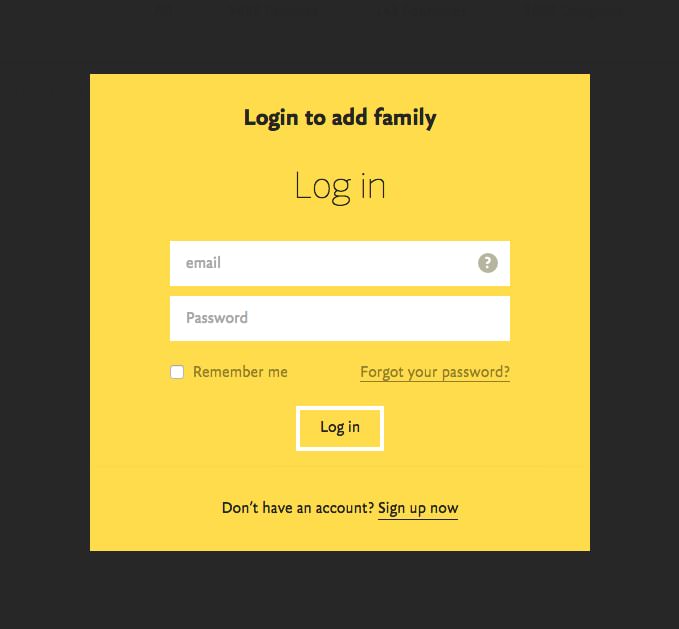 Login to add family
Log in
email
?
Password
Remember me
Forgot your password?
Log in
Don't have an account? Sign up now